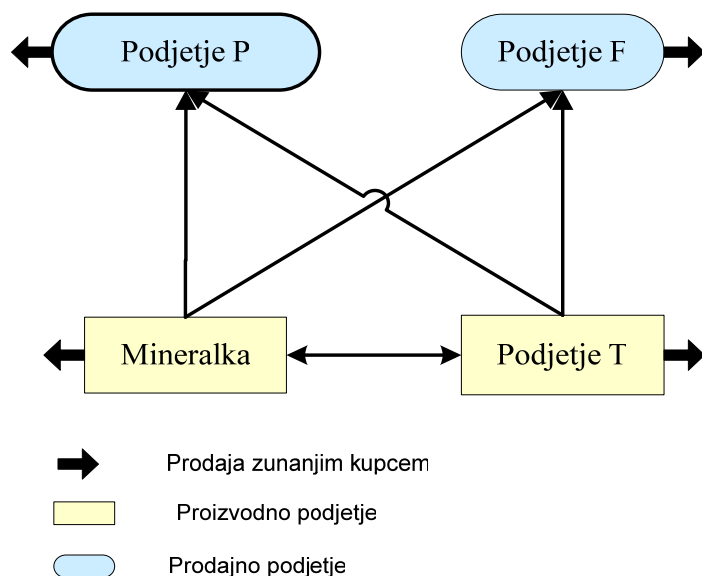 Podjetje P
Podjetje F
Mineralka
Podjetje T
Prodaja zunanjim kupcem
Proizvodno podjetje
Prodajno podjetje